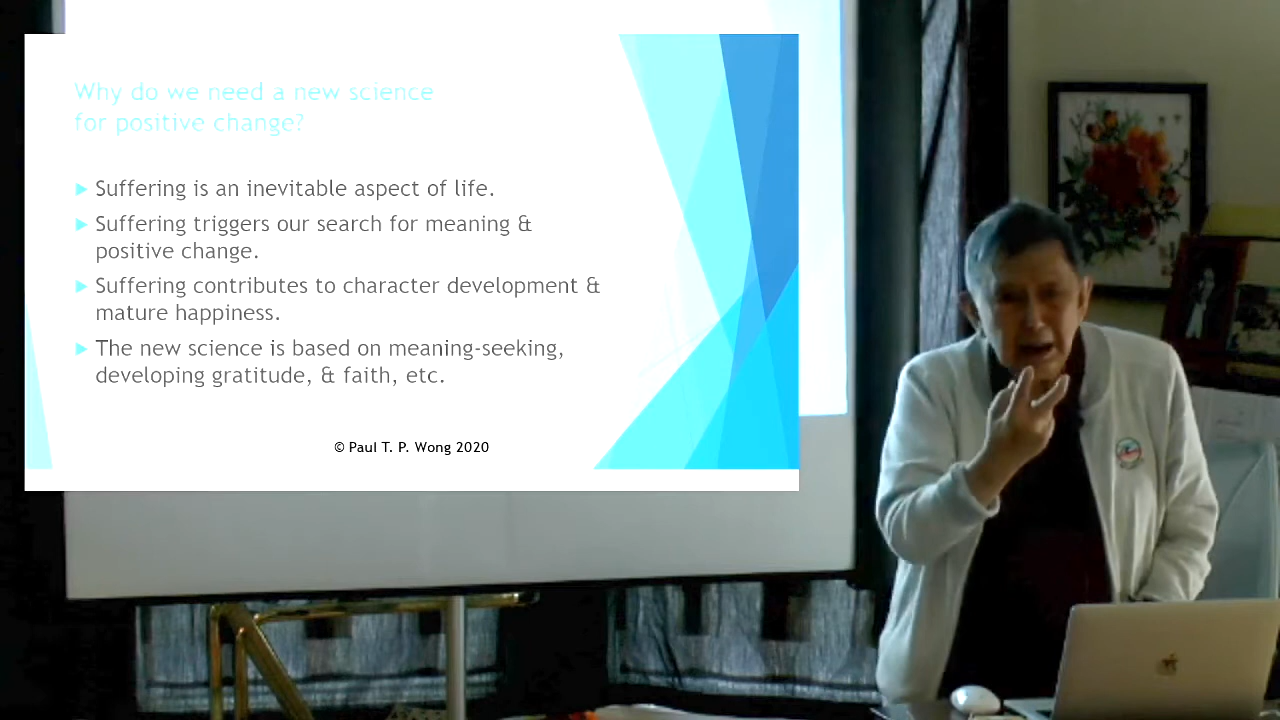 Why do we need a new science
for positive change?
▶ Suffering is an inevitable aspect of life.
▶ Suffering triggers our search for meaning &
positive change.
▶ Suffering contributes to character development &
mature happiness.
▶ The new science is based on meaning-seeking,
developing gratitude, & faith, etc.
© Paul T. P. Wong 2020